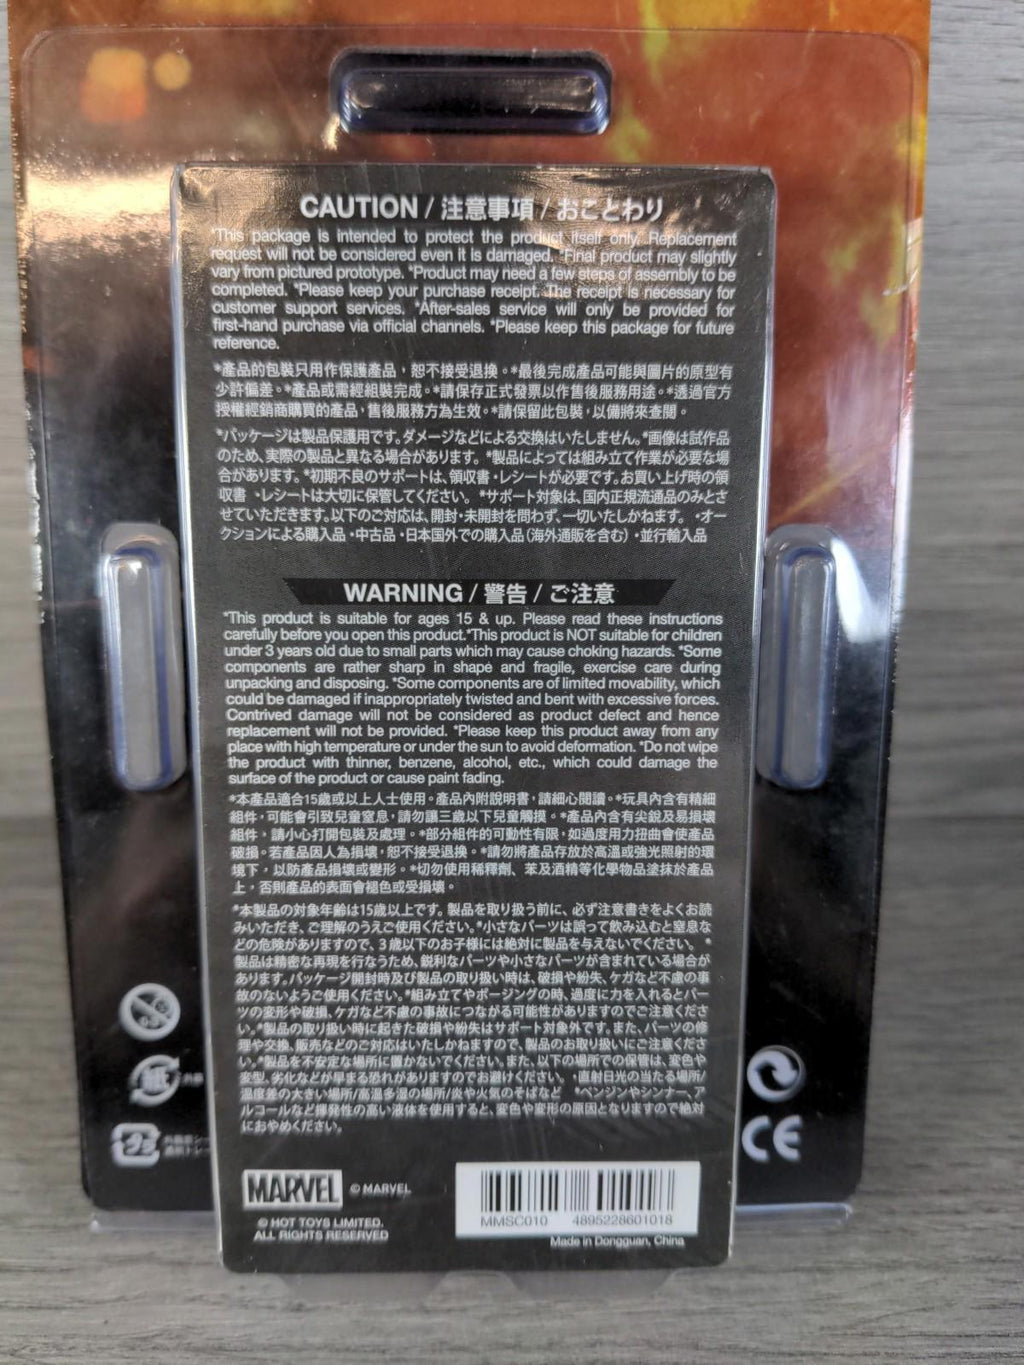 CAUTION / 注意事項 / おことわり
*This package is intended to protect the product itself only. Replacement
request will not be considered even it is damaged. *Final product may slightly
vary from pictured prototype. *Product may need a few steps of assembly to be
completed. *Please keep your purchase receipt. The receipt is necessary for
customer support services. *After-sales service will only be provided for
first-hand purchase via official channels. *Please keep this package for future
reference.
*產品的包裝只用作保護產品，恕不接受退換。*最後完成產品可能與圖片的原型有
少許偏差。*產品或需經組裝完成。*請保存正式發票以作售後服務用途。*透過官方
授權經銷商購買的產品，售後服務方為生效。*請保留此包裝，以備將來查閱。
*パッケージは製品保護用です。ダメージなどによる交換はいたしません。*画像は試作品
のため、実際の製品と異なる場合があります。*製品によっては組み立て作業が必要な場
合があります。*初期不良のサポートは、領収書・レシートが必要です。お買い上げ時の領
収書 ・レシートは大切に保管してください。*サポート対象は、国内正規流通品のみとさ
せていただきます。以下のご対応は、開封・未開封を問わず、一切いたしかねます。 ・オー
クションによる購入品・中古品・日本国外での購入品（海外通販を含む）・並行輸入品
WARNING / 警告 / ご注意
*This product is suitable for ages 15 & up. Please read these instructions
carefully before you open this product.*This product is NOT suitable for children
under 3 years old due to small parts which may cause choking hazards. *Some
components are rather sharp in shape and fragile, exercise care during
unpacking and disposing. *Some components are of limited movability, which
could be damaged if inappropriately twisted and bent with excessive forces.
Contrived damage will not be considered as product defect and hence
replacement will not be provided. *Please keep this product away from any
place with high temperature or under the sun to avoid deformation. *Do not wipe
the product with thinner, benzene, alcohol, etc., which could damage the
surface of the product or cause paint fading.
*本產品適合15歲或以上人士使用。產品內附說明書，請細心閱讀。*玩具內含有精細
組件，可能會引致兒童窒息，請勿讓三歲以下兒童觸摸。*產品內含有尖銳及易損壞
組件，請小心打開包裝及處理。*部分組件的可動性有限，如過度用力扭曲會使產品
破損。若產品因人為損壞，恕不接受退換。*請勿將產品存放於高溫或強光照射的環
境下，以防產品損壞或變形。*切勿使用稀釋劑、苯及酒精等化學物品塗抹於產品
上，否則產品的表面會褪色或受損壞。
*本製品の対象年齢は15歳以上です。製品を取り扱う前に、必ず注意書きをよくお読
みいただき、ご理解のうえご使用ください。*小さなパーツは誤って飲み込むと窒息な
どの危険がありますので、3歳以下のお子様には絶対に製品を与えないでください。 *
製品は精密な再現を行なうため、鋭利なパーツや小さなパーツが含まれている場合が
あります。パッケージ開封時及び製品の取り扱い時は、破損や紛失、ケガなど不慮の事
故のないようご使用ください。*組み立てやポージングの時、過度に力を入れるとパー
ツの変形や破損、ケガなど不慮の事故につながる可能性がありますのでご注意くださ
い。*製品の取り扱い時に起きた破損や紛失はサポート対象外です。また、パーツの修
理や交換、販売などのご対応はいたしかねますので、製品のお取り扱いにご注意くださ
い。*製品を不安定な場所に置かないでください。また、以下の場所での保管は、変色や
変型、劣化などが早まる恐れがありますのでお避けください。・直射日光の当たる場所/
温度差の大きい場所/高温多湿の場所/炎や火気のそばなど *ベンジンやシンナー、ア
ルコールなど揮発性の高い液体を使用すると、変色や変形の原因となりますので絶対
におやめください。
紙
プラ
CE
MARVEL © MARVEL
© HOT TOYS LIMITED.
ALL RIGHTS RESERVED
MMSC010 4895228601018
Made in Dongguan, China